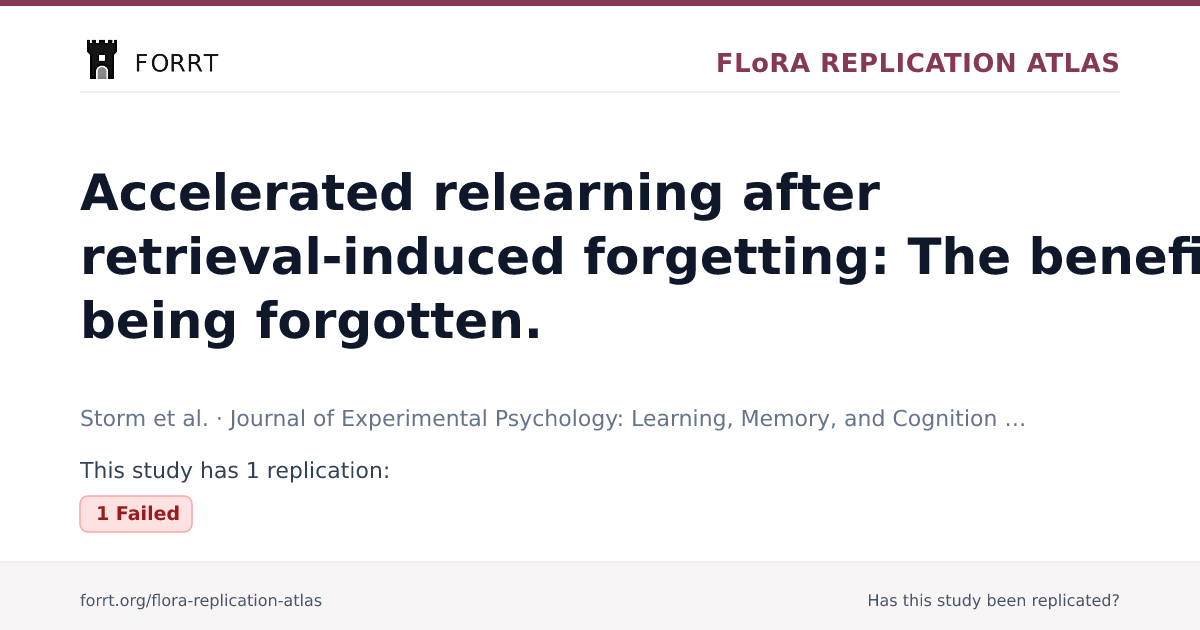 FORRT
FLoRA REPLICATION ATLAS
Accelerated relearning after
retrieval-induced forgetting: The benefi
being forgotten.
Storm et al. · Journal of Experimental Psychology: Learning, Memory, and Cognition ...
This study has 1 replication:
1 Failed
forrt.org/flora-replication-atlas
Has this study been replicated?